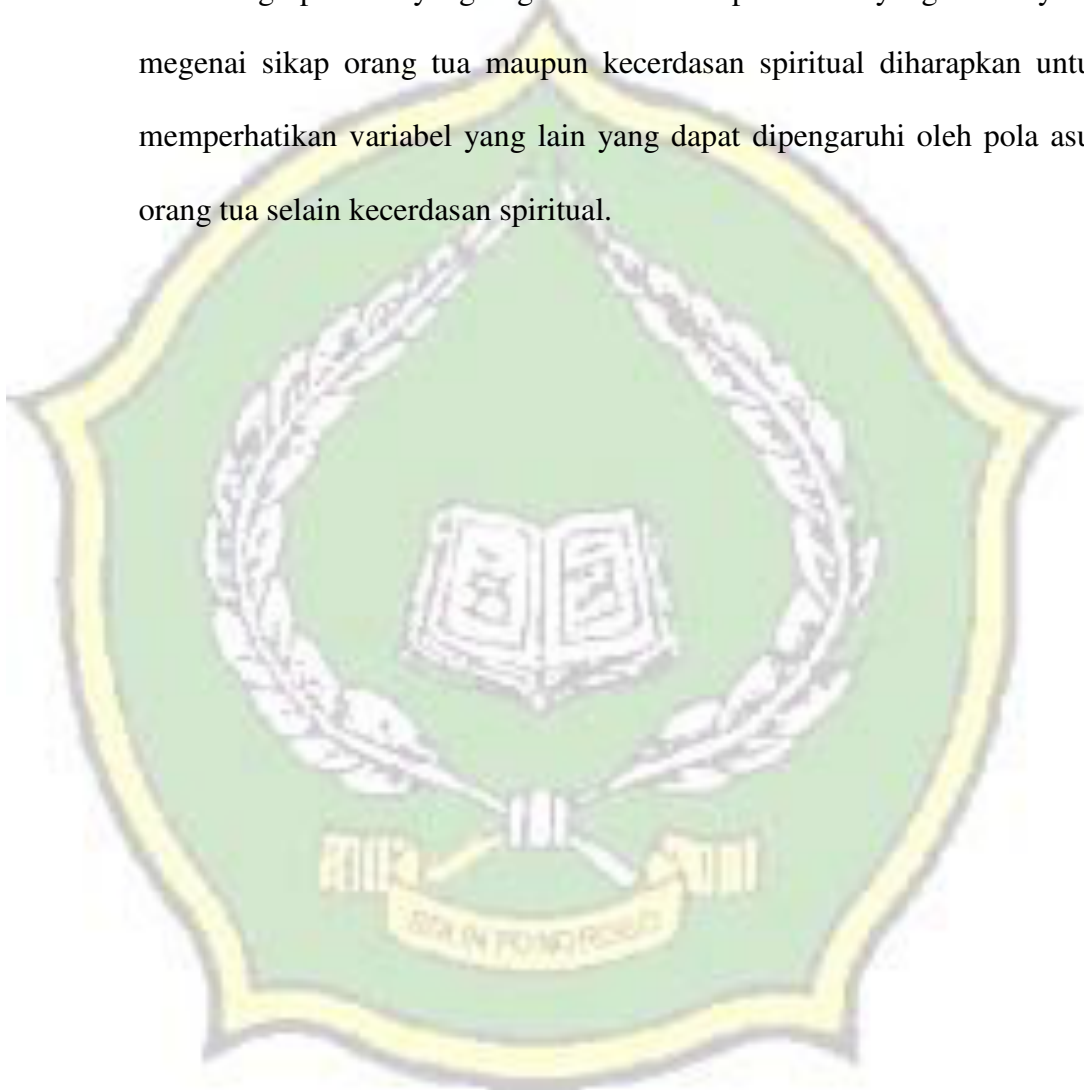 megenai sikap orang tua maupun kecerdasan spiritual diharapkan untu
memperhatikan variabel yang lain yang dapat dipengaruhi oleh pola asu
orang tua selain kecerdasan spiritual.